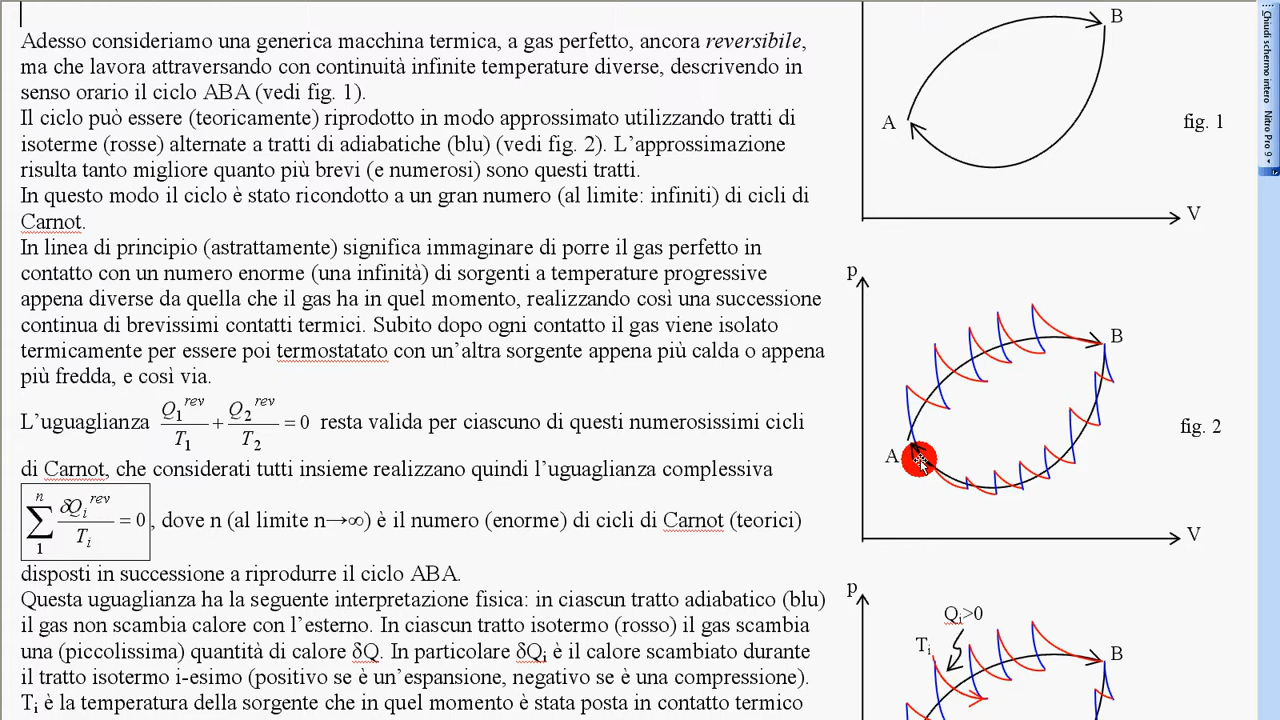 Adesso consideriamo una generica macchina termica, a gas perfetto, ancora reversibile,
ma che lavora attraversando con continuità infinite temperature diverse, descrivendo in
senso orario il ciclo ABA (vedi fig. 1).
Il ciclo può essere (teoricamente) riprodotto in modo approssimato utilizzando tratti di
isoterme (rosse) alternate a tratti di adiabatiche (blu) (vedi fig. 2). L’approssimazione
risulta tanto migliore quanto più brevi (e numerosi) sono questi tratti.
In questo modo il ciclo è stato ricondotto a un gran numero (al limite: infiniti) di cicli di
Carnot.
In linea di principio (astrattamente) significa immaginare di porre il gas perfetto in
contatto con un numero enorme (una infinità) di sorgenti a temperature progressive
appena diverse da quella che il gas ha in quel momento, realizzando così una successione
continua di brevissimi contatti termici. Subito dopo ogni contatto il gas viene isolato
termicamente per essere poi termostatato con un’altra sorgente appena più calda o appena
più fredda, e così via.
L’uguaglianza Q₁ʳᵉᵛ/T₁ + Q₂ʳᵉᵛ/T₂ = 0 resta valida per ciascuno di questi numerosissimi cicli
di Carnot, che considerati tutti insieme realizzano quindi l’uguaglianza complessiva
∑₁ⁿ δQᵢʳᵉᵛ/Tᵢ = 0 , dove n (al limite n→∞) è il numero (enorme) di cicli di Carnot (teorici)
disposti in successione a riprodurre il ciclo ABA.
Questa uguaglianza ha la seguente interpretazione fisica: in ciascun tratto adiabatico (blu)
il gas non scambia calore con l’esterno. In ciascun tratto isotermo (rosso) il gas scambia
una (piccolissima) quantità di calore δQ. In particolare δQᵢ è il calore scambiato durante
il tratto isotermo i-esimo (positivo se è un’espansione, negativo se è una compressione).
Tᵢ è la temperatura della sorgente che in quel momento è stata posta in contatto termico
B
A
fig. 1
V
p
B
fig. 2
A
V
p
Qᵢ>0
Tᵢ
B
Chiudi schermo intero
Nitro Pro 9